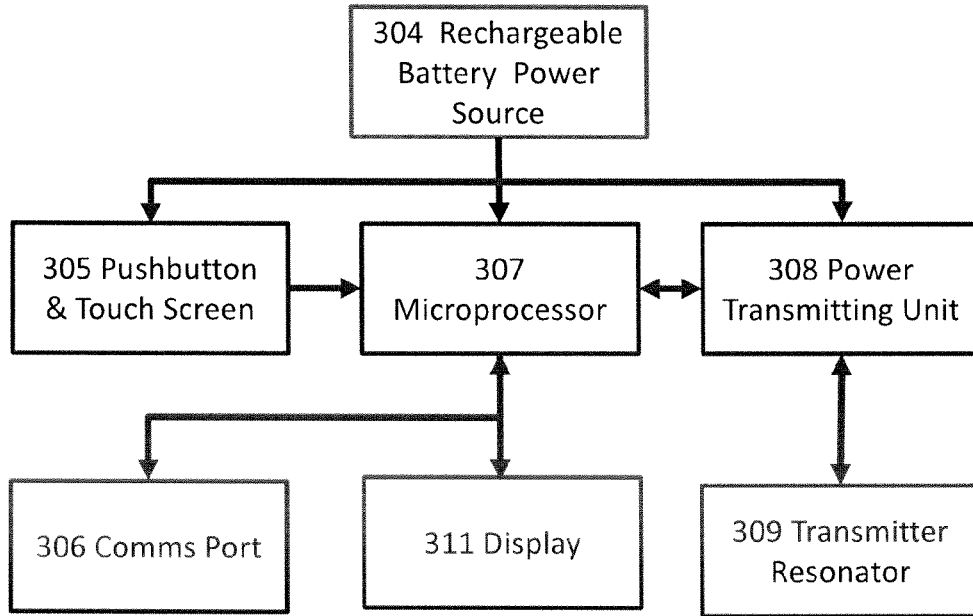 304 Rechargeable
Battery Power
Source
305 Pushbutton
& Touch Screen
307
Microprocessor
308 Power
Transmitting Unit
306 Comms Port
311 Display
309 Transmitter
Resonator